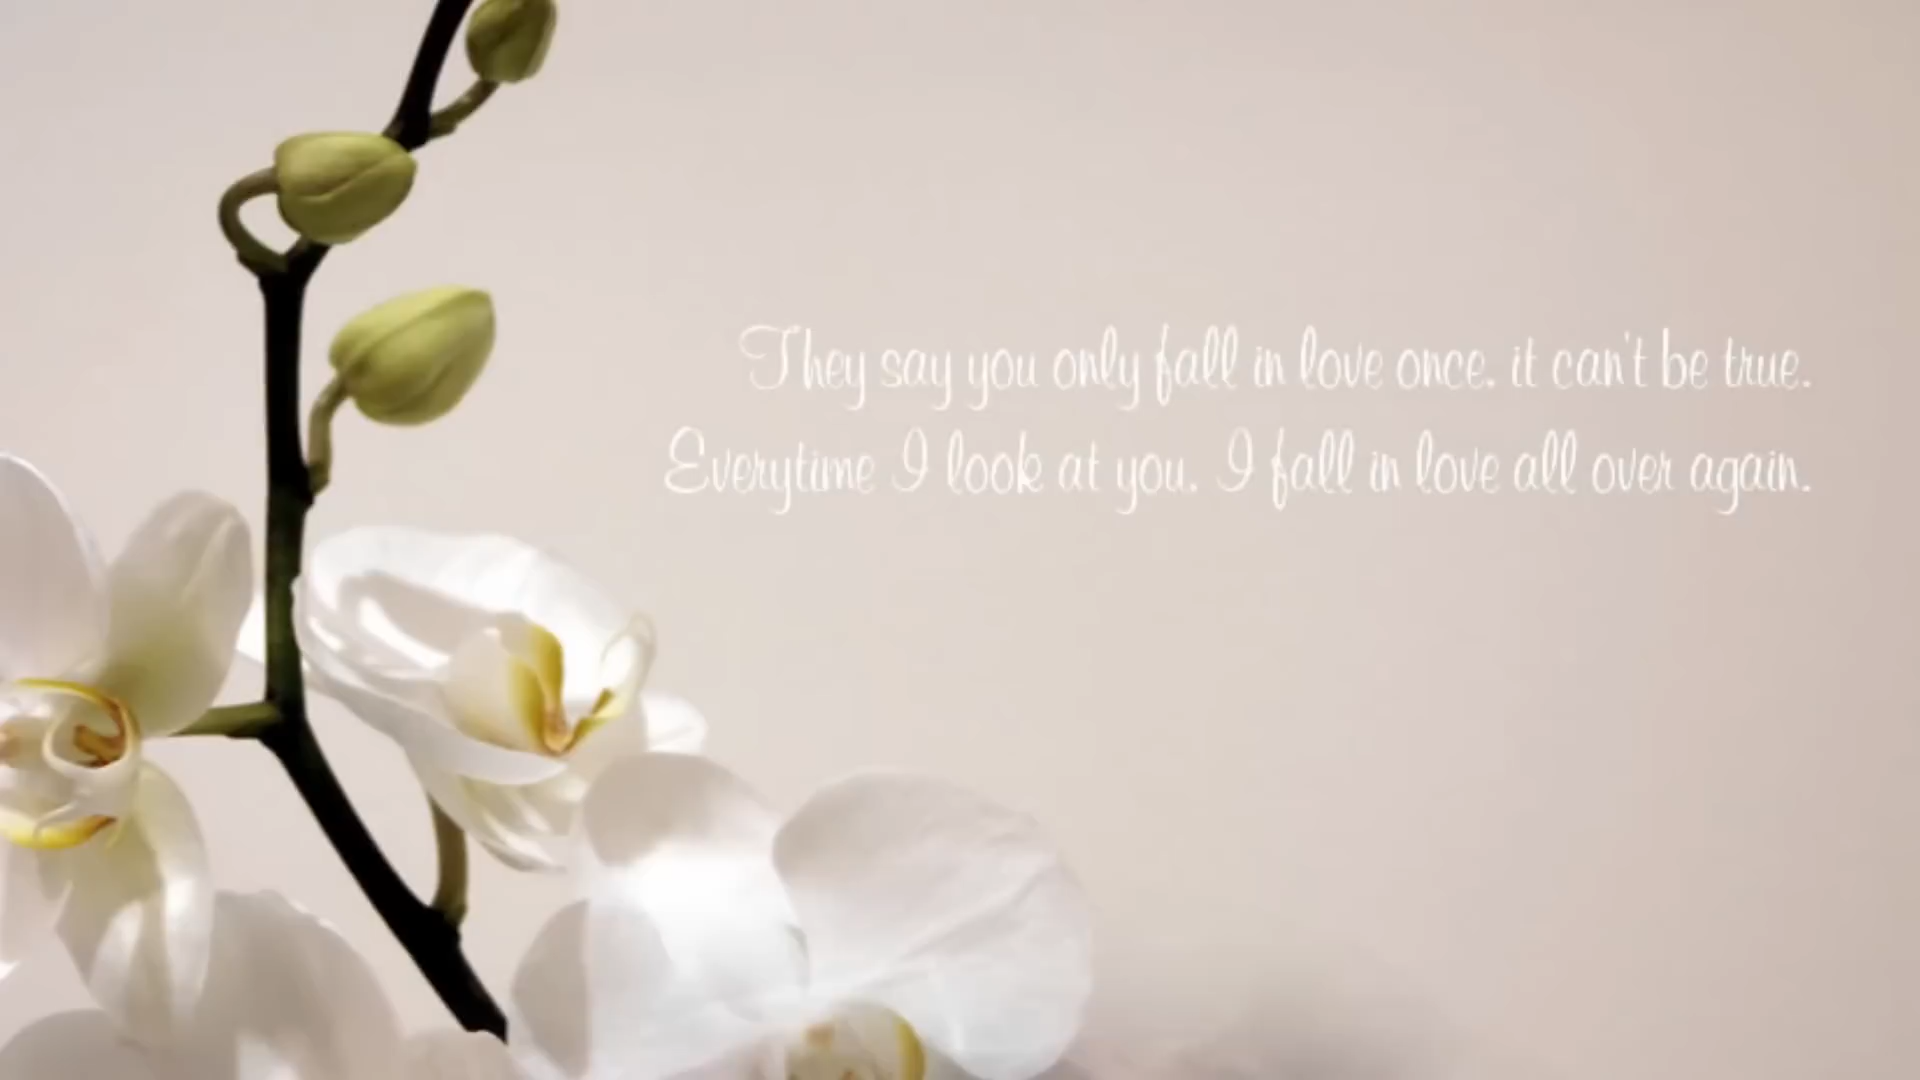 They say you only fall in love once. it can't be true.
Everytime I look at you. I fall in love all over again.